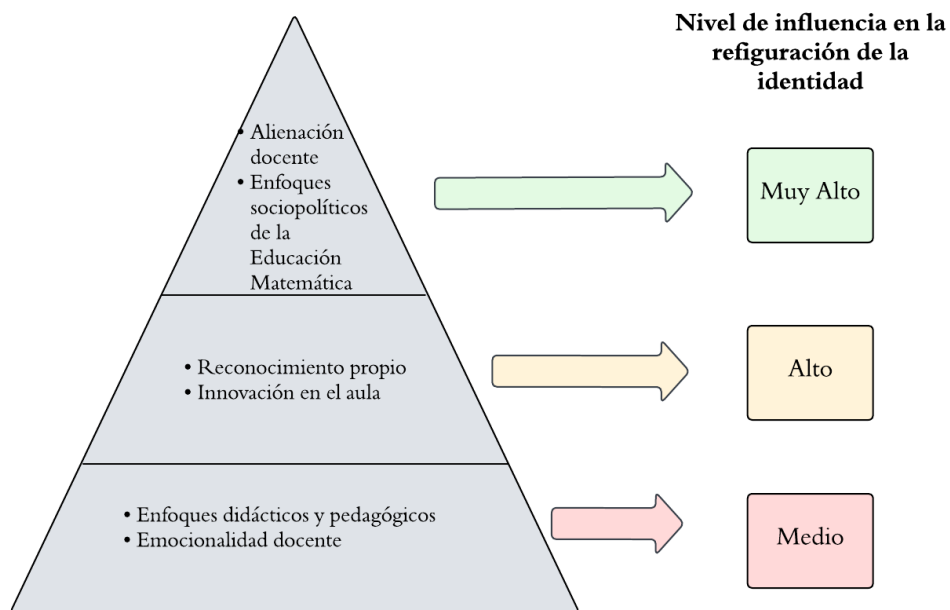 Nivel de influencia en la
refiguración de la
identidad
• Alienación
docente
• Enfoques
sociopolíticos
de la
Educación
Matemática
Muy Alto
• Reconocimiento propio
• Innovación en el aula
Alto
• Enfoques didácticos y pedagógicos
• Emocionalidad docente
Medio